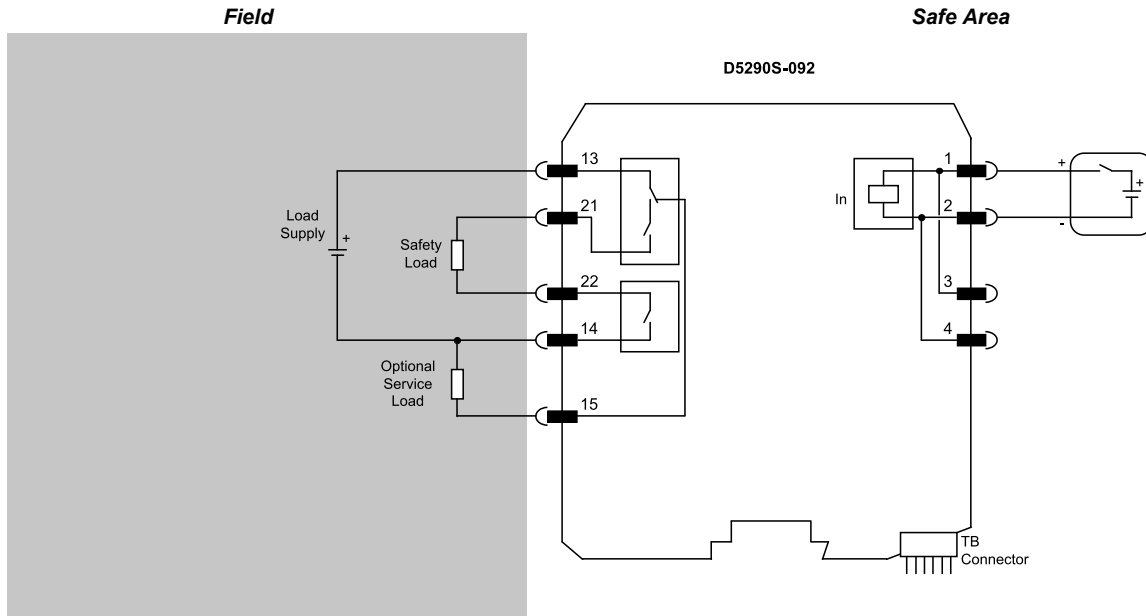 Field
Safe Area
D5290S-092
13
21
22
14
15
Load
Supply
+
Safety
Load
Optional
Service
Load
In
1
2
3
4
+
-
+
TB
Connector